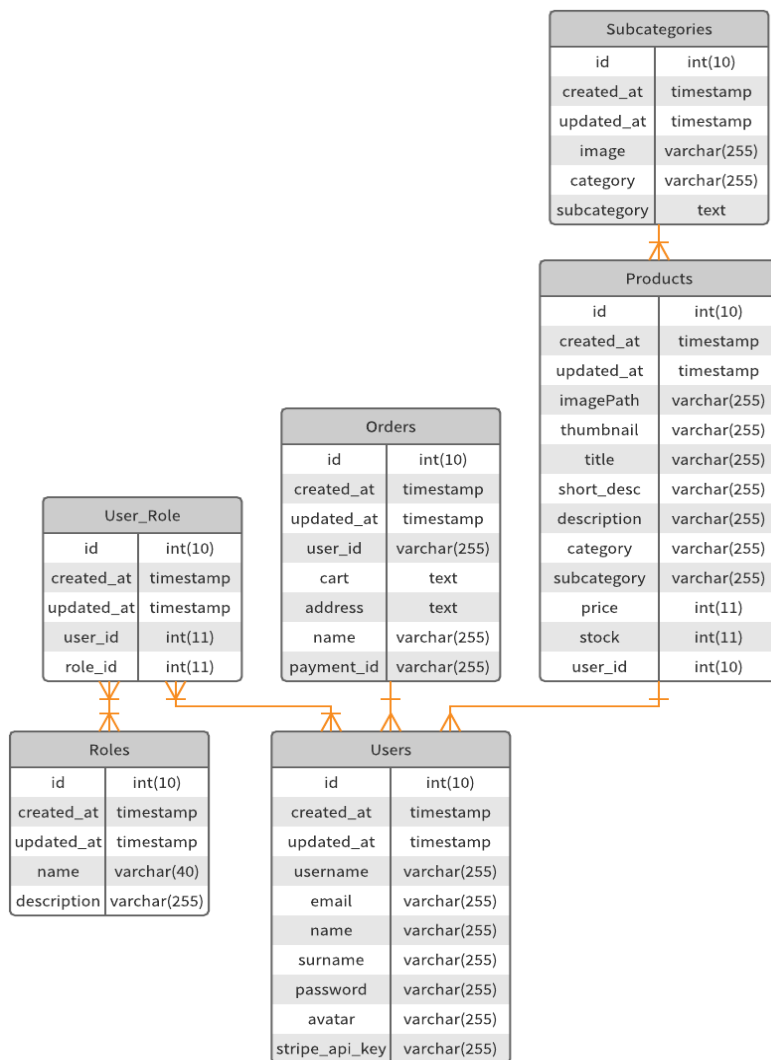 Subcategories
id int(10)
created_at timestamp
updated_at timestamp
image varchar(255)
category varchar(255)
subcategory text
Products
id int(10)
created_at timestamp
updated_at timestamp
imagePath varchar(255)
thumbnail varchar(255)
title varchar(255)
short_desc varchar(255)
description varchar(255)
category varchar(255)
subcategory varchar(255)
price int(11)
stock int(11)
user_id int(10)
Orders
id int(10)
created_at timestamp
updated_at timestamp
user_id varchar(255)
cart text
address text
name varchar(255)
payment_id varchar(255)
User_Role
id int(10)
created_at timestamp
updated_at timestamp
user_id int(11)
role_id int(11)
Roles
id int(10)
created_at timestamp
updated_at timestamp
name varchar(40)
description varchar(255)
Users
id int(10)
created_at timestamp
updated_at timestamp
username varchar(255)
email varchar(255)
name varchar(255)
surname varchar(255)
password varchar(255)
avatar varchar(255)
stripe_api_key varchar(255)